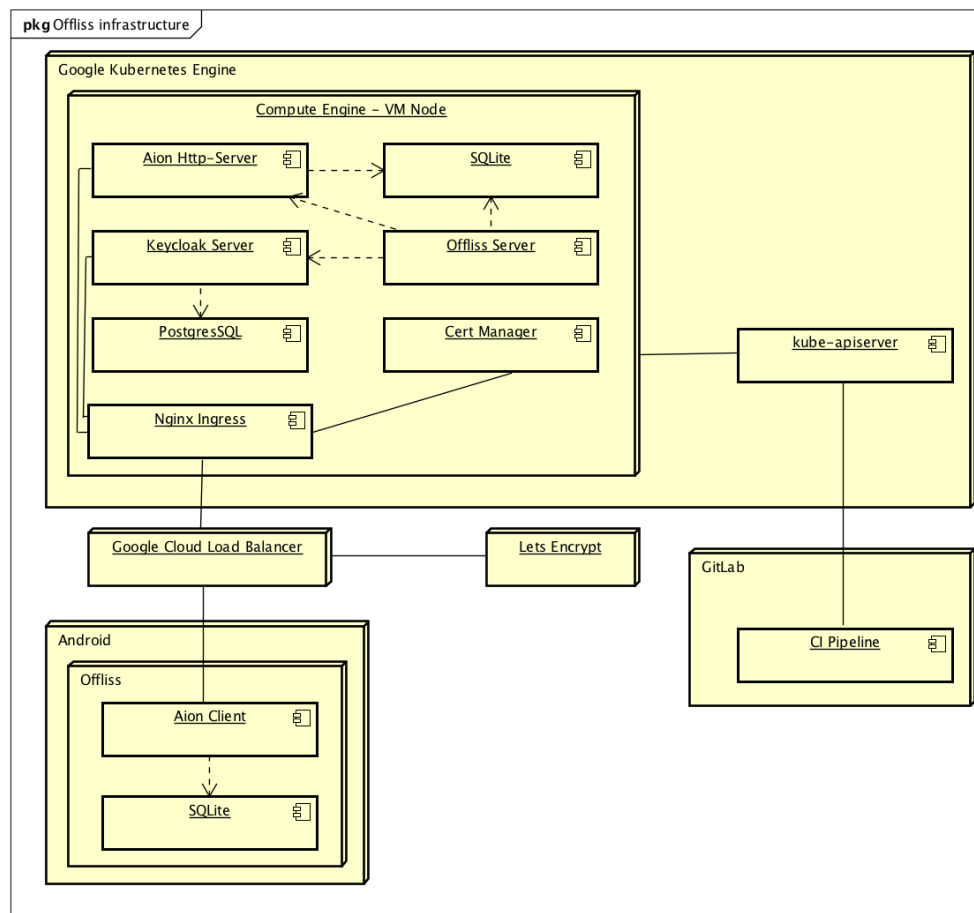 pkg Offliss infrastructure
Google Kubernetes Engine
Compute Engine – VM Node
Aion Http-Server
SQLite
Keycloak Server
Offliss Server
PostgresSQL
Cert Manager
kube-apiserver
Nginx Ingress
Google Cloud Load Balancer
Lets Encrypt
GitLab
CI Pipeline
Android
Offliss
Aion Client
SQLite